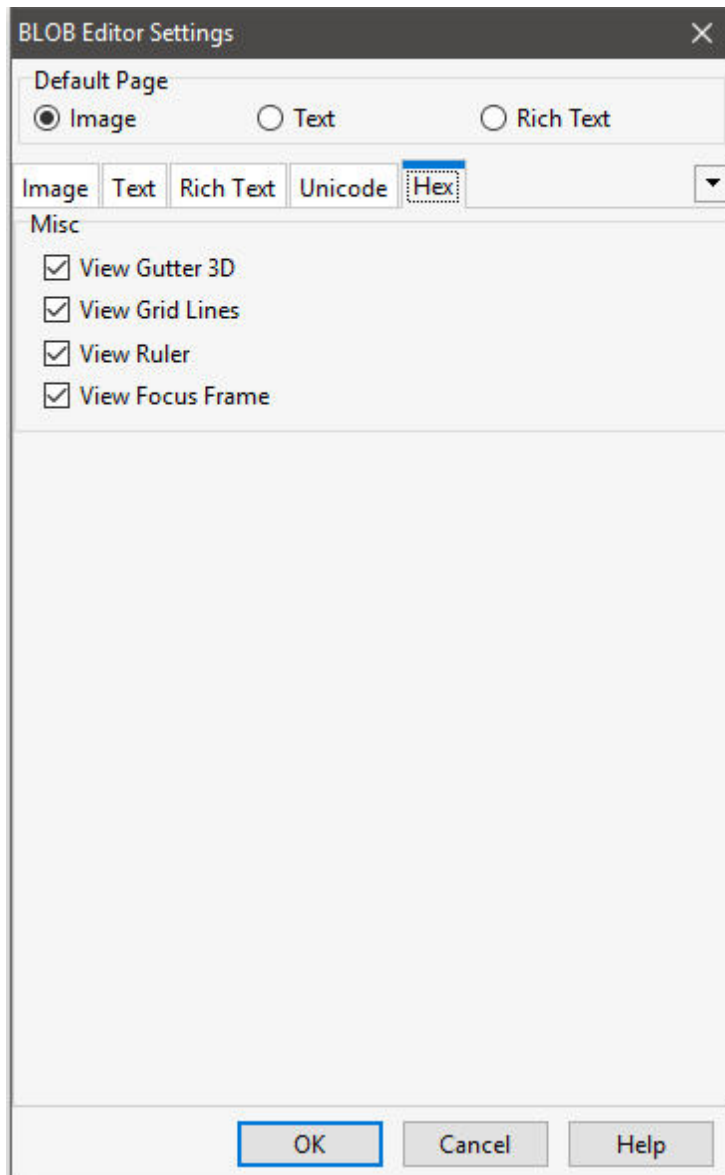 BLOB Editor Settings
Default Page
Image Text Rich Text
Image Text Rich Text Unicode Hex
Misc
View Gutter 3D
View Grid Lines
View Ruler
View Focus Frame
OK Cancel Help